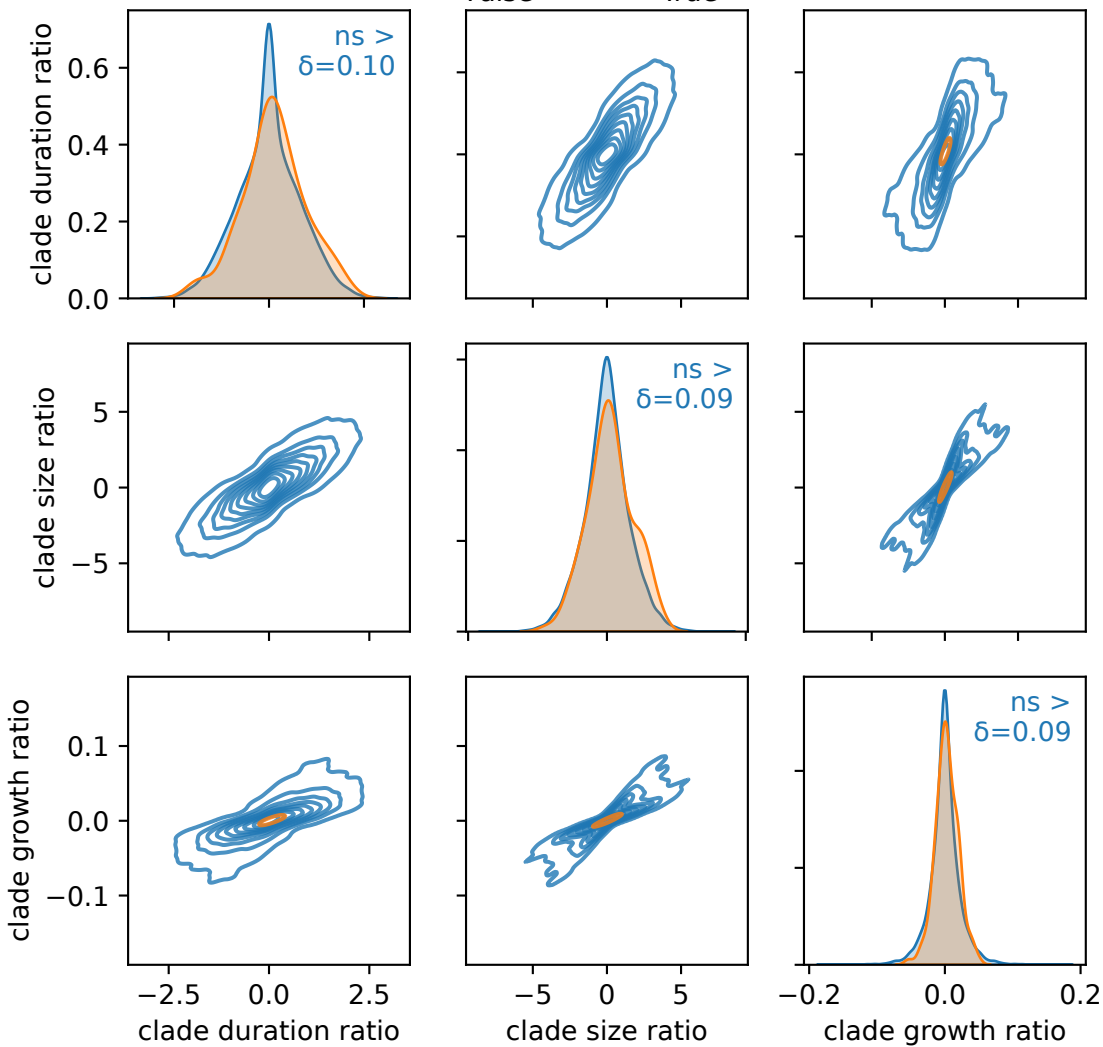 clade duration ratio
0.6
0.4
0.2
0.0
ns >
δ=0.10
clade size ratio
5
0
−5
ns >
δ=0.09
clade growth ratio
0.1
0.0
−0.1
ns >
δ=0.09
−2.5 0.0 2.5
−5 0 5
−0.2 0.0 0.2
clade duration ratio
clade size ratio
clade growth ratio